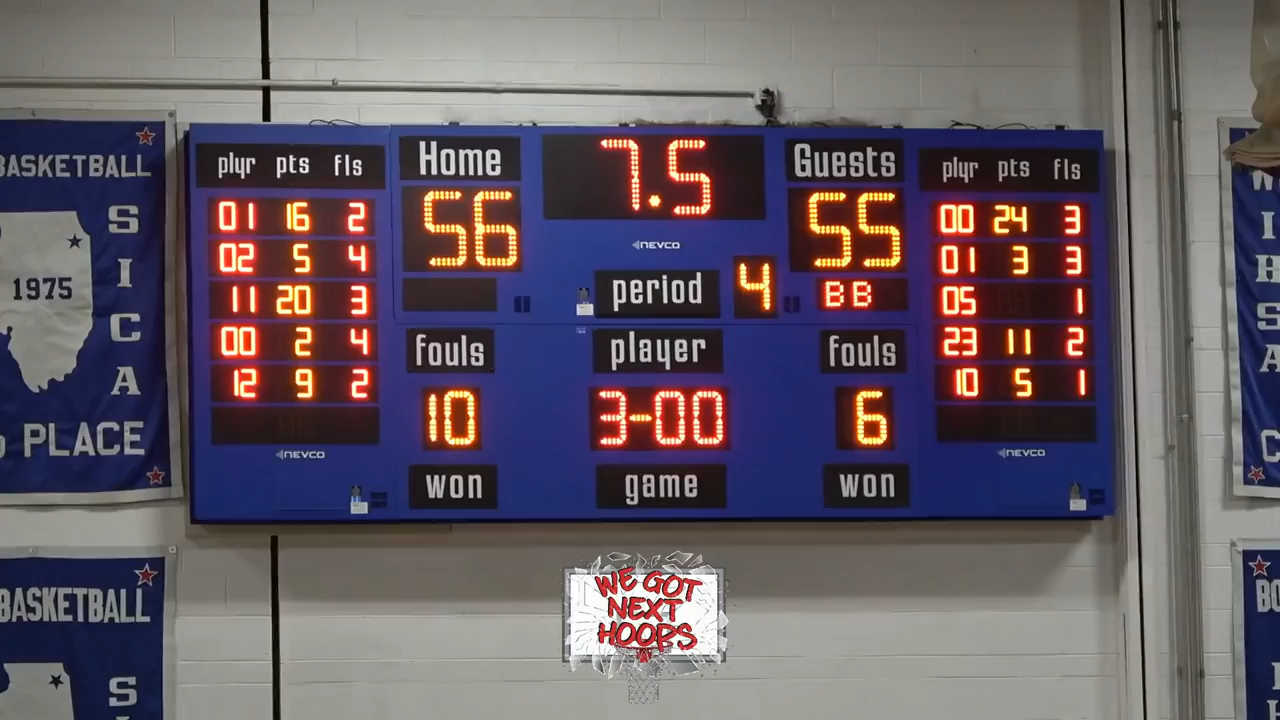 BASKETBALL
1975
SICA
PLACE
plyr pts fls
01 16 2
02 5 4
11 20 3
00 2 4
12 9 2
NEVCO
Home
56
7.5
NEVCO
Guests
55
period 4
BB
fouls
10
player
3-00
fouls
6
won
game
won
plyr pts fls
00 24 3
01 3 3
05 1
23 11 2
10 5 1
NEVCO
BASKETBALL
S
WE GOT
NEXT
HOOPS
IHSA
C
BO